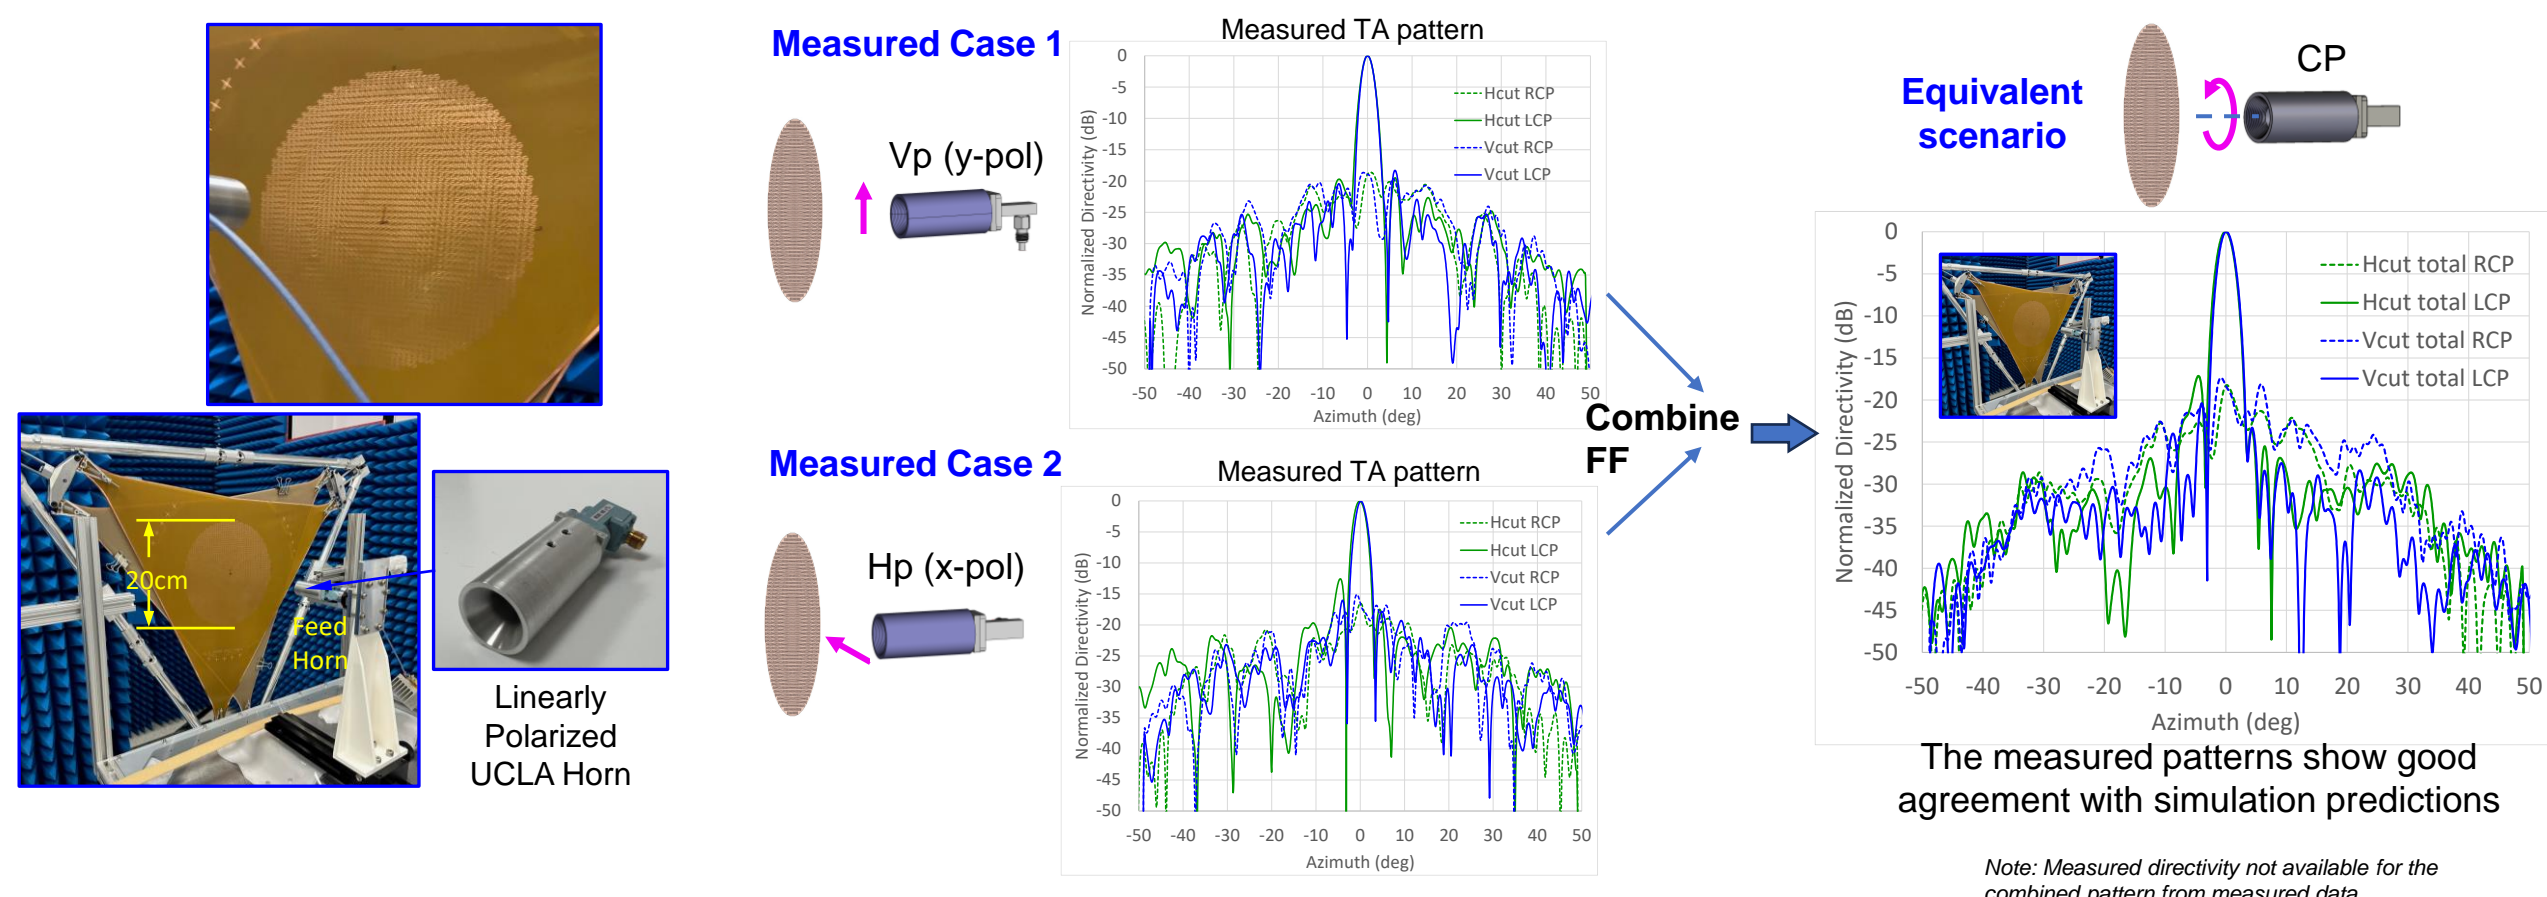 20cm
Feed
Horn
Linearly
Polarized
UCLA Horn
Measured Case 1
Vp (y-pol)
Measured TA pattern
Normalized Directivity (dB)
0
-5
-10
-15
-20
-25
-30
-35
-40
-45
-50
-50 -40 -30 -20 -10 0 10 20 30 40 50
Azimuth (deg)
Hcut RCP
Hcut LCP
Vcut RCP
Vcut LCP
Measured Case 2
Hp (x-pol)
Measured TA pattern
Normalized Directivity (dB)
0
-5
-10
-15
-20
-25
-30
-35
-40
-45
-50
-50 -40 -30 -20 -10 0 10 20 30 40 50
Azimuth (deg)
Hcut RCP
Hcut LCP
Vcut RCP
Vcut LCP
Combine
FF
Equivalent
scenario
CP
Normalized Directivity (dB)
0
-5
-10
-15
-20
-25
-30
-35
-40
-45
-50
-50 -40 -30 -20 -10 0 10 20 30 40 50
Azimuth (deg)
Hcut total RCP
Hcut total LCP
Vcut total RCP
Vcut total LCP
The measured patterns show good
agreement with simulation predictions
Note: Measured directivity not available for the
combined pattern from measured data